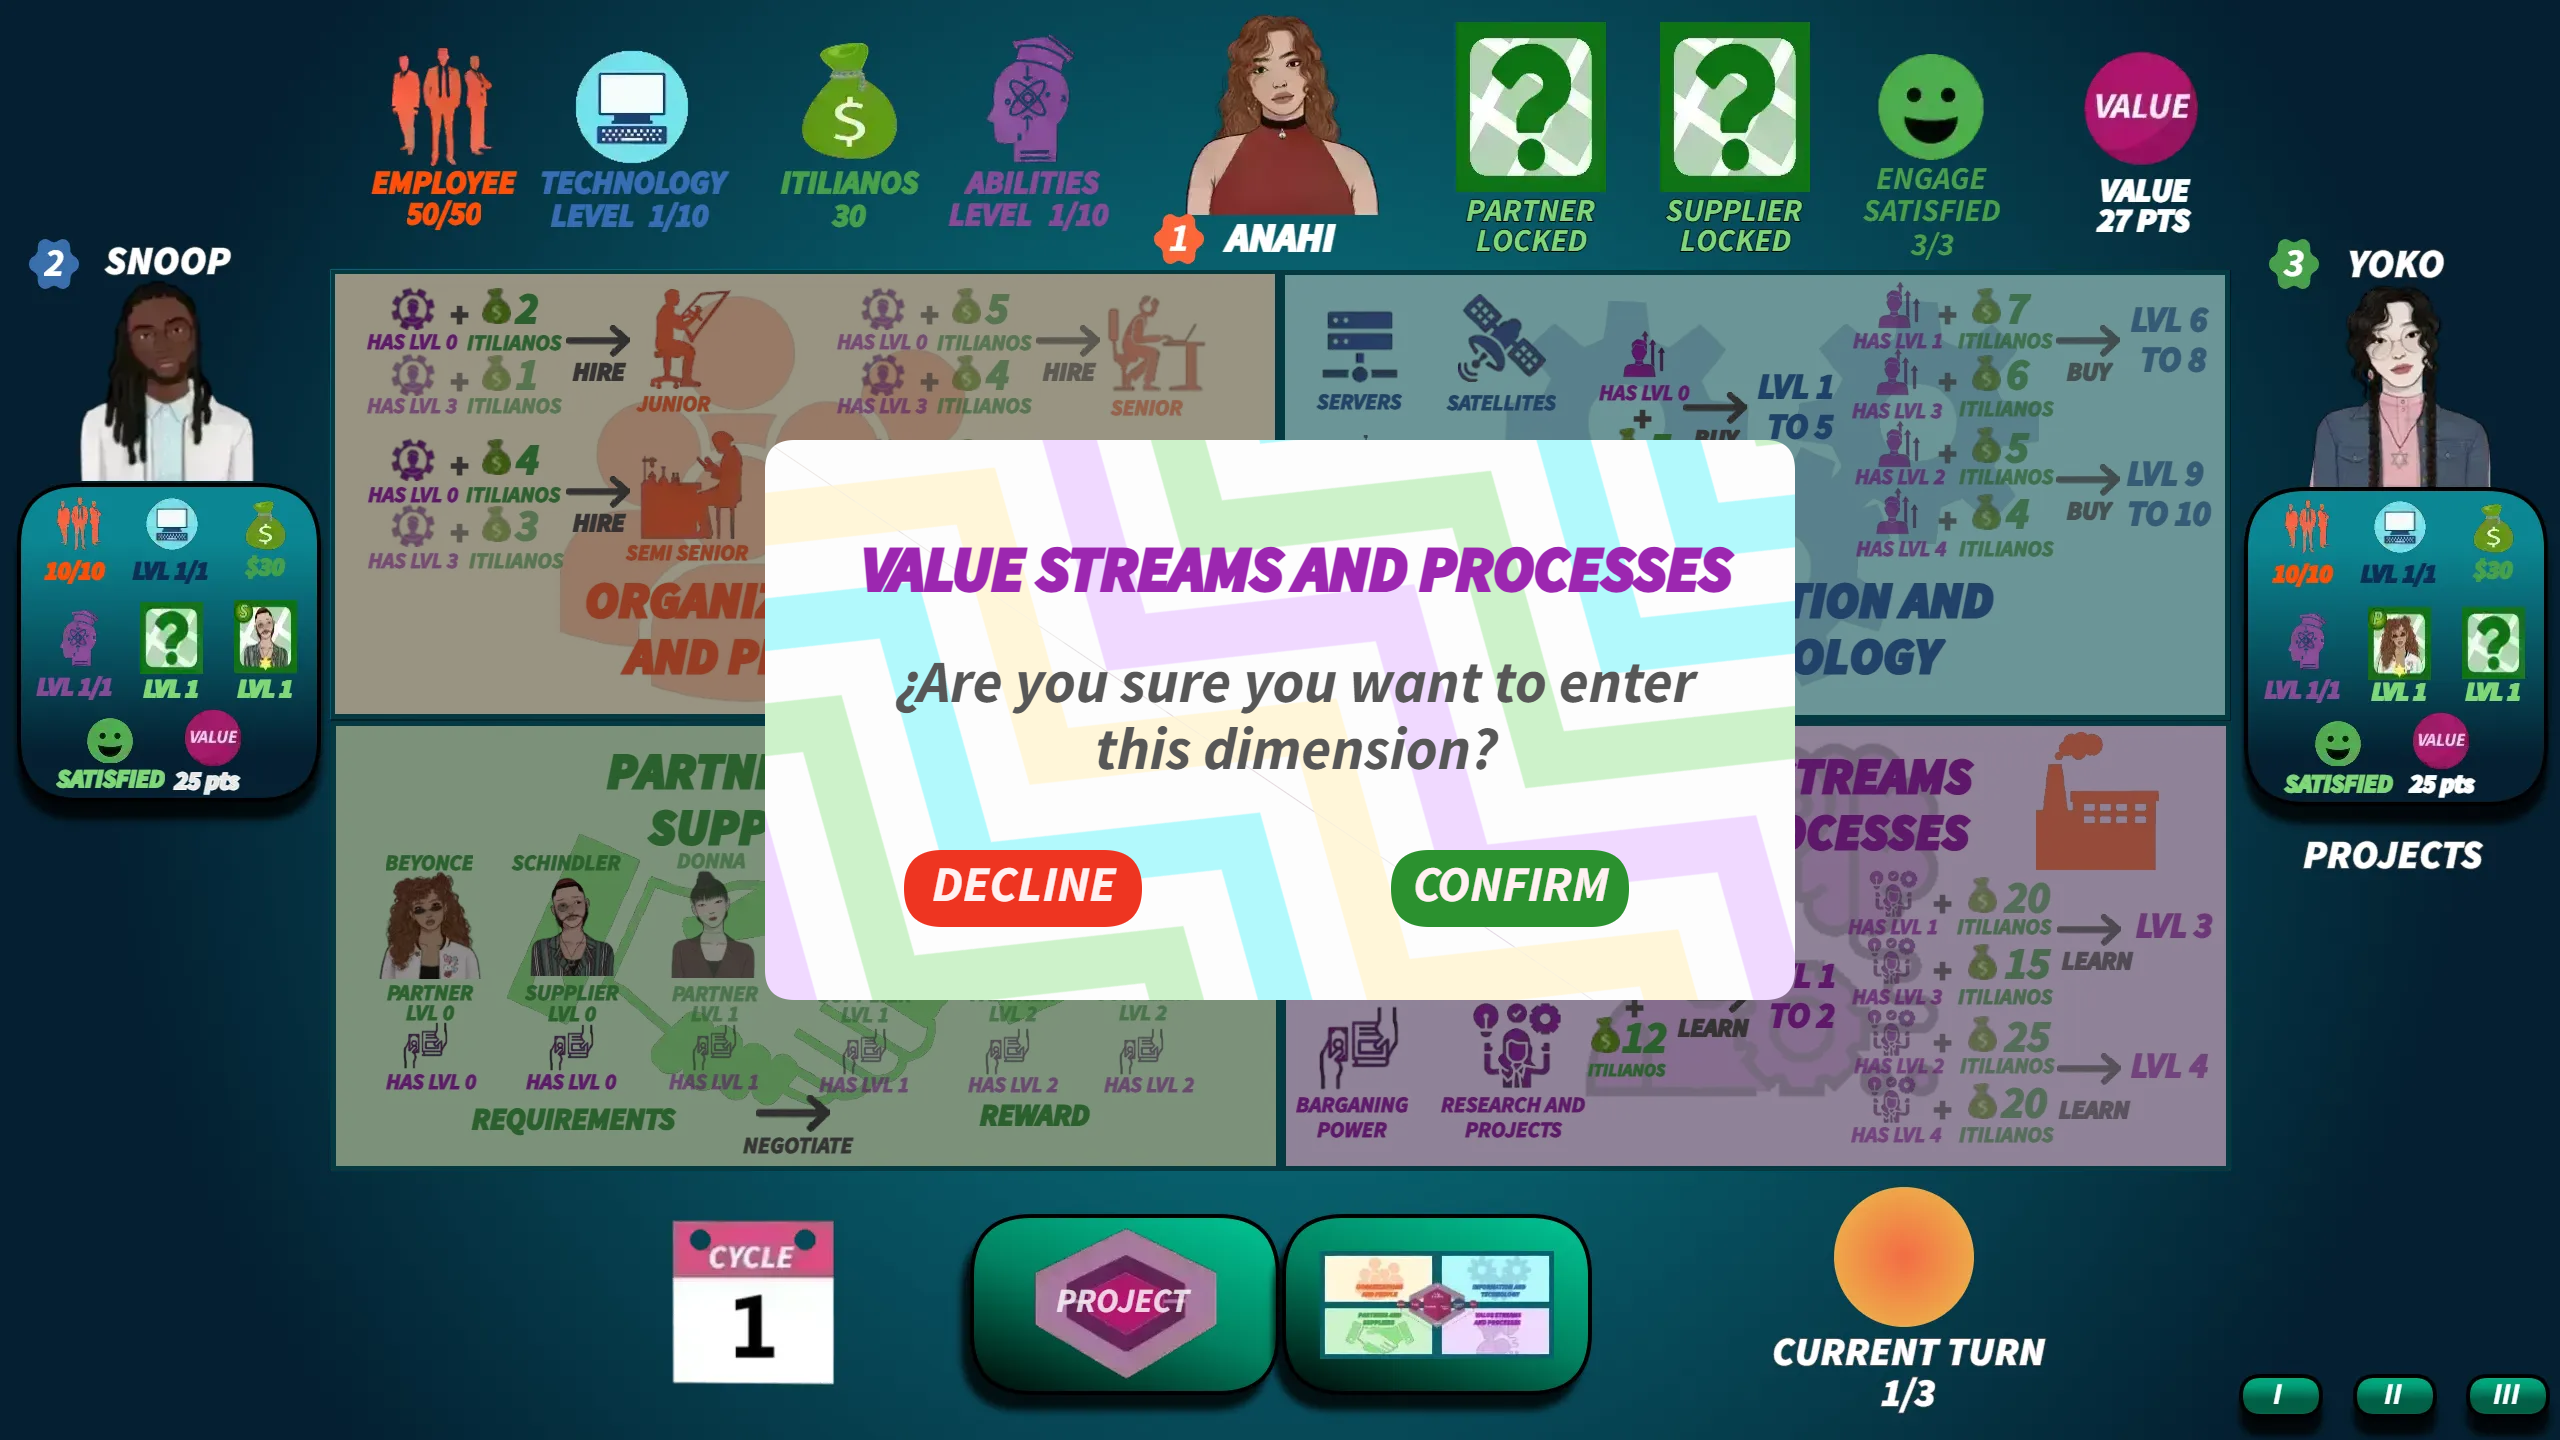 EMPLOYEE
50/50
TECHNOLOGY
LEVEL 1/10
ITILIANOS
30
ABILITIES
LEVEL 1/10
1 ANAHI
PARTNER
LOCKED
SUPPLIER
LOCKED
ENGAGE
SATISFIED
3/3
VALUE
VALUE
27 PTS
2 SNOOP
10/10 LVL 1/1 $30
LVL 1/1 LVL 1 LVL 1
VALUE
SATISFIED 25 pts
3 YOKO
10/10 LVL 1/1 $30
LVL 1/1 LVL 1 LVL 1
VALUE
SATISFIED 25 pts
PROJECTS
+ 2
HAS LVL 0 ITILIANOS
+ 1 HIRE
HAS LVL 3 ITILIANOS
JUNIOR
+ 5
HAS LVL 0 ITILIANOS
+ 4 HIRE
HAS LVL 3 ITILIANOS
SENIOR
+ 4
HAS LVL 0 ITILIANOS
+ 3 HIRE
HAS LVL 3 ITILIANOS
SEMI SENIOR
SERVERS
SATELLITES
HAS LVL 0
+
BUY
LVL 1
TO 5
+ 7
HAS LVL 1 ITILIANOS
+ 6 BUY
HAS LVL 3 ITILIANOS
LVL 6
TO 8
+ 5
HAS LVL 2 ITILIANOS
+ 4 BUY
HAS LVL 4 ITILIANOS
LVL 9
TO 10
TION AND
OLOGY
ORGANIZ
AND P
VALUE STREAMS AND PROCESSES
¿Are you sure you want to enter
this dimension?
DECLINE
CONFIRM
PARTN
SUPP
BEYONCE
SCHINDLER
DONNA
PARTNER
LVL 0
SUPPLIER
LVL 0
PARTNER
LVL 1
LVL 1
LVL 2
LVL 2
HAS LVL 0
HAS LVL 0
HAS LVL 1
HAS LVL 1
HAS LVL 2
HAS LVL 2
REQUIREMENTS
NEGOTIATE
REWARD
TREAMS
OCESSES
BARGANING
POWER
RESEARCH AND
PROJECTS
+
12
ITILIANOS
LEARN
L 1
TO 2
+ 20
HAS LVL 1 ITILIANOS
+ 15 LEARN
HAS LVL 3 ITILIANOS
LVL 3
+ 25
HAS LVL 2 ITILIANOS
+ 20 LEARN
HAS LVL 4 ITILIANOS
LVL 4
CYCLE
1
PROJECT
CURRENT TURN
1/3
I II III